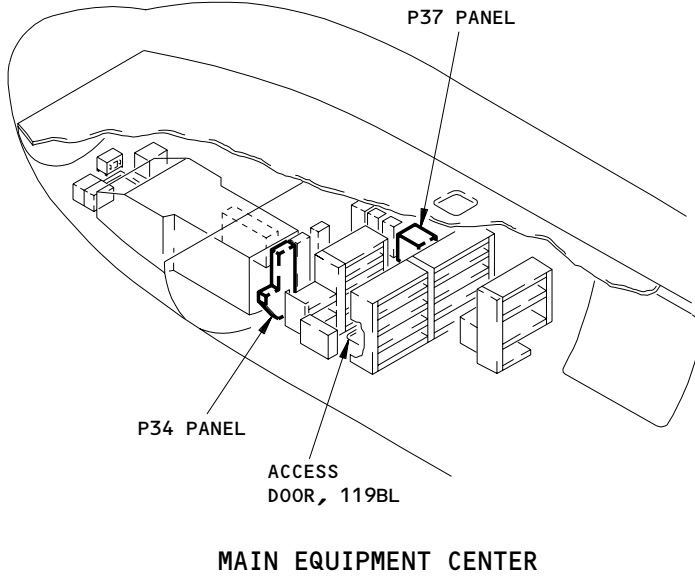 P37 PANEL
P34 PANEL
ACCESS
DOOR, 119BL
MAIN EQUIPMENT CENTER